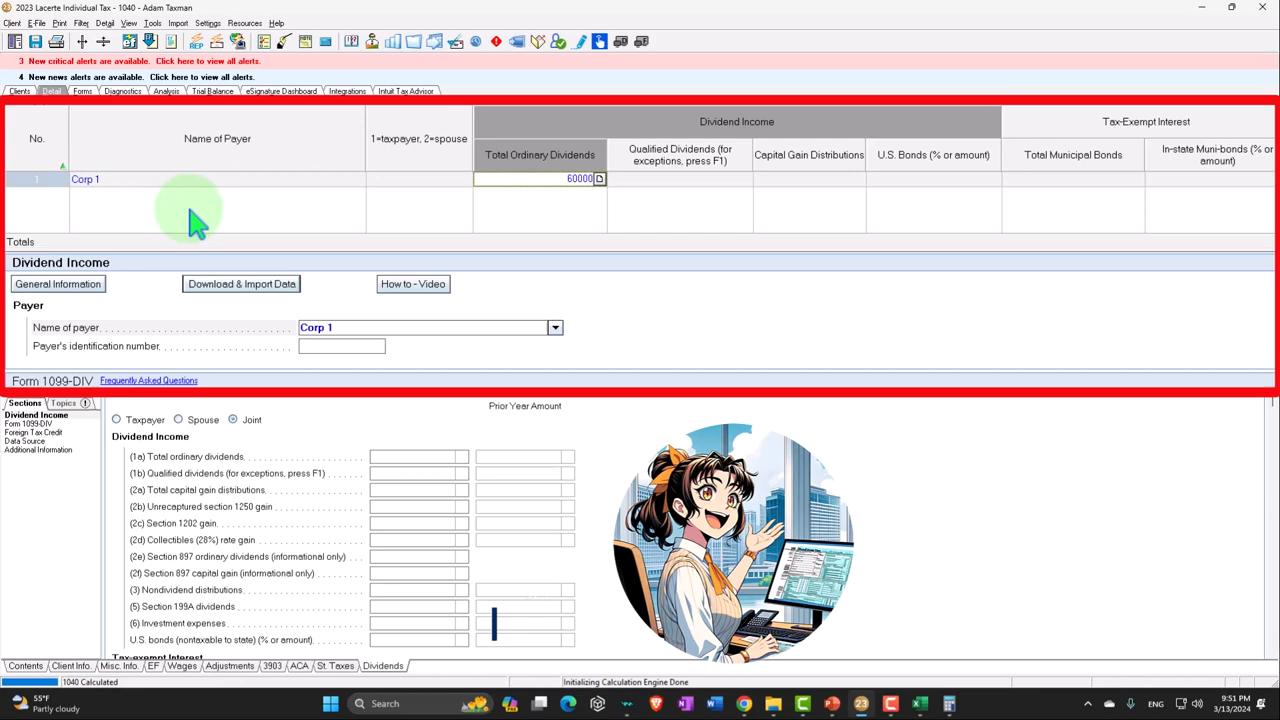 2023 Lacerte Individual Tax - 1040 - Adam Taxman
Client E-File Print Filter Detail View Tools Import Settings Resources Help
3 New critical alerts are available. Click here to view all alerts.
4 New news alerts are available. Click here to view all alerts.
Clients Detail Forms Diagnostics Analysis Trial Balance eSignature Dashboard Integrations Intuit Tax Advisor
No. Name of Payer 1=taxpayer, 2=spouse Dividend Income Tax-Exempt Interest
Total Ordinary Dividends Qualified Dividends (for exceptions, press F1) Capital Gain Distributions U.S. Bonds (% or amount) Total Municipal Bonds In-state Muni-bonds (% or amount)
1 Corp 1 60000
Totals
Dividend Income
General Information Download & Import Data How to - Video
Payer
Name of payer Corp 1
Payer's identification number
Form 1099-DIV Frequently Asked Questions
Sections Topics
Dividend Income
Form 1099-DIV
Foreign Tax Credit
Data Source
Additional Information
Prior Year Amount
Taxpayer Spouse Joint
Dividend Income
(1a) Total ordinary dividends
(1b) Qualified dividends (for exceptions, press F1)
(2a) Total capital gain distributions
(2b) Unrecaptured section 1250 gain
(2c) Section 1202 gain
(2d) Collectibles (28%) rate gain
(2e) Section 897 ordinary dividends (informational only)
(2f) Section 897 capital gain (informational only)
(3) Nondividend distributions
(5) Section 199A dividends
(6) Investment expenses
U.S. bonds (nontaxable to state) (% or amount)
Tax-exempt Interest
Contents Client Info. Misc. Info. EF Wages Adjustments 3903 ACA St. Taxes Dividends
1040 Calculated Initializing Calculation Engine Done
55°F
Partly cloudy
Search
9:51 PM
3/13/2024